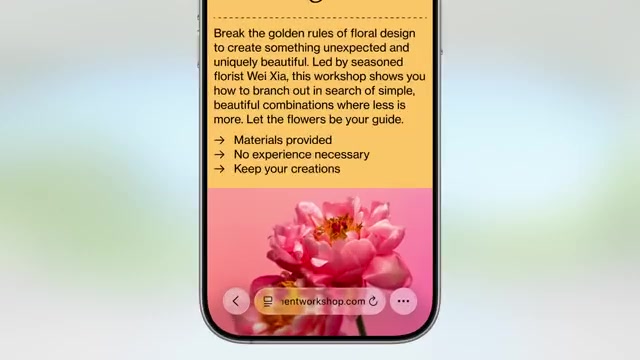 Break the golden rules of floral design
to create something unexpected and
uniquely beautiful. Led by seasoned
florist Wei Xia, this workshop shows you
how to branch out in search of simple,
beautiful combinations where less is
more. Let the flowers be your guide.
→ Materials provided
→ No experience necessary
→ Keep your creations
entworkshop.com